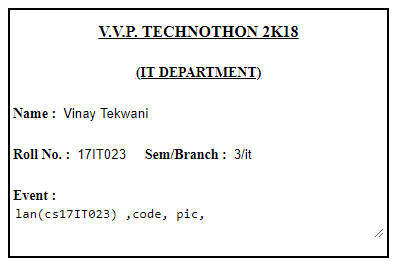 V.V.P. TECHNOTHON 2K18
(IT DEPARTMENT)
Name : Vinay Tekwani
Roll No. : 17IT023 Sem/Branch : 3/it
Event :
lan(cs17IT023) ,code, pic,